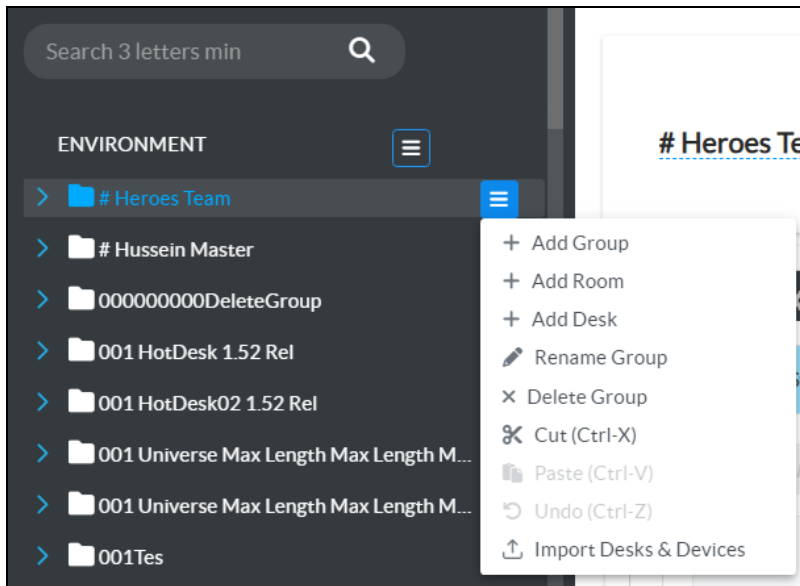 Search 3 letters min
ENVIRONMENT
# Heroes Team
# Hussein Master
000000000DeleteGroup
001 HotDesk 1.52 Rel
001 HotDesk02 1.52 Rel
001 Universe Max Length Max Length M...
001 Universe Max Length Max Length M...
001Tes
# Heroes Te
+ Add Group
+ Add Room
+ Add Desk
Rename Group
Delete Group
Cut (Ctrl-X)
Paste (Ctrl-V)
Undo (Ctrl-Z)
Import Desks & Devices